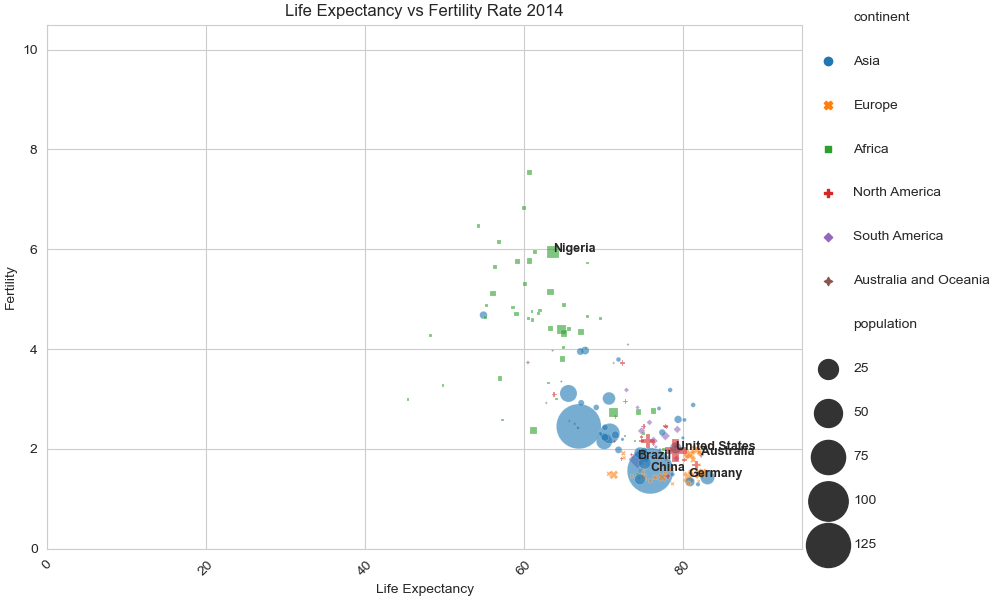 Life Expectancy vs Fertility Rate 2014
continent
Asia
Europe
Africa
North America
South America
Australia and Oceania
population
25
50
75
100
125
Fertility
10
8
6
4
2
0
Nigeria
United States
Australia
Brazil
China
Germany
0
20
40
60
80
Life Expectancy